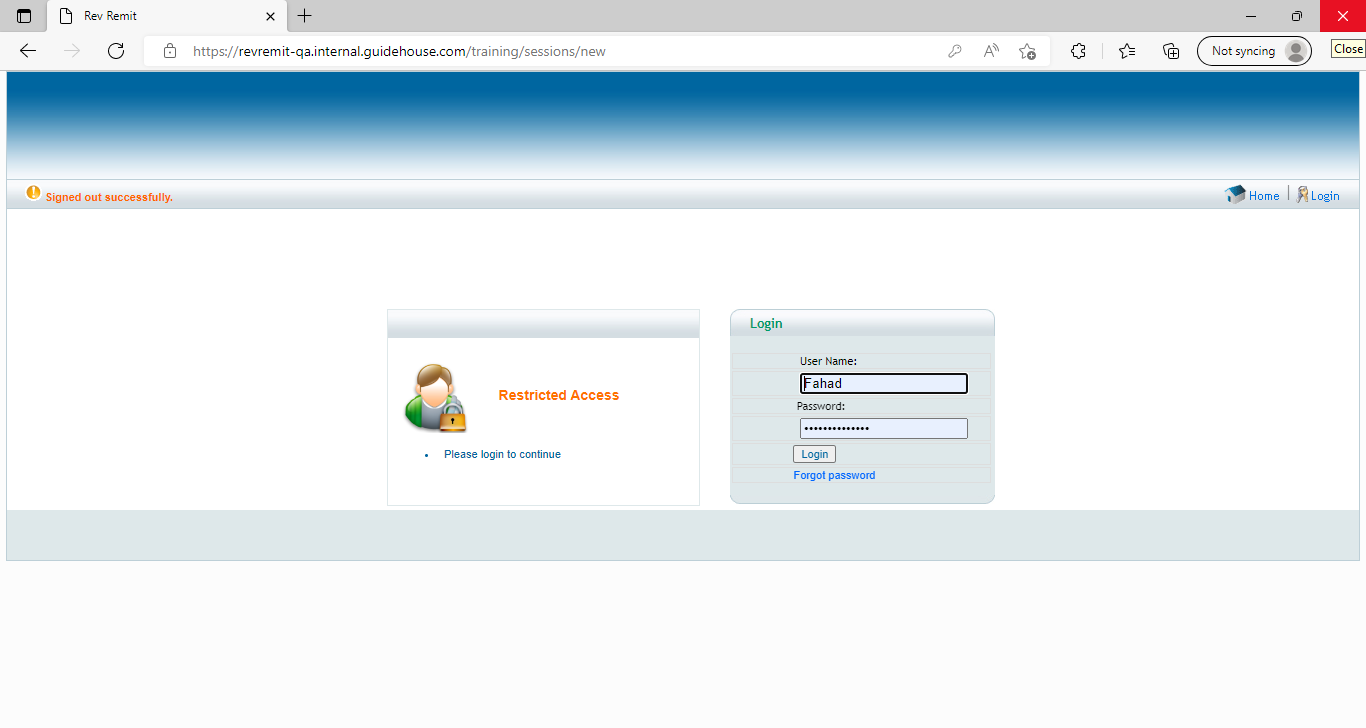 Rev Remit
https://revremit-qa.internal.guidehouse.com/training/sessions/new
Not syncing
Close
Signed out successfully.
Home
Login
Restricted Access
Please login to continue
Login
User Name:
Fahad
Password:
••••••••••••••
Login
Forgot password